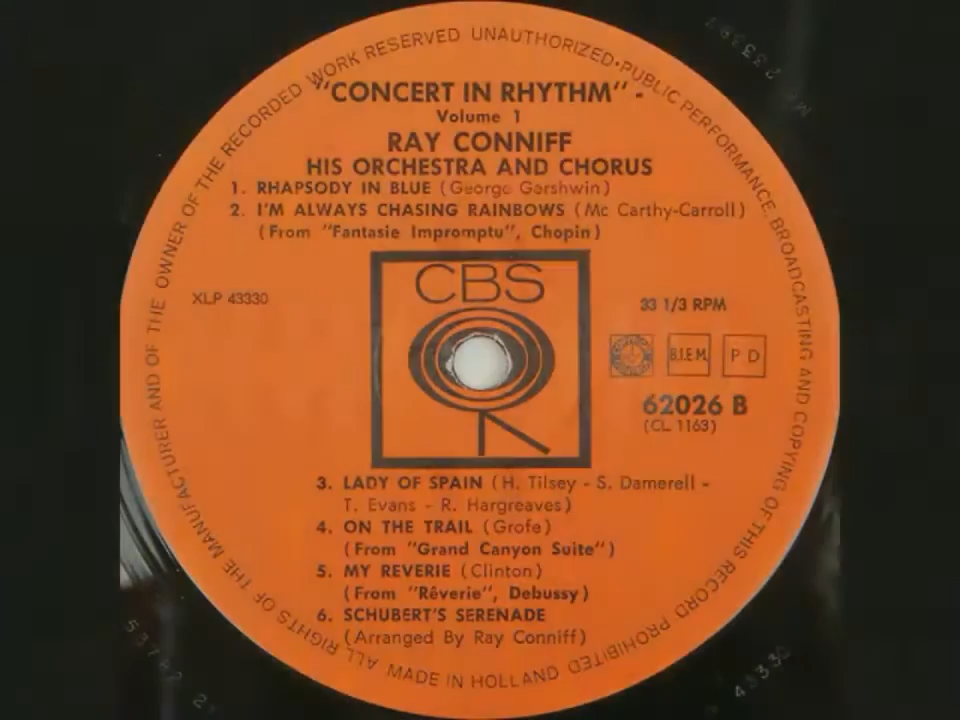 ALL RIGHTS OF THE MANUFACTURER AND OF THE OWNER OF THE RECORDED WORK RESERVED UNAUTHORIZED•PUBLIC PERFORMANCE. BROADCASTING AND COPYING OF THIS RECORD PROHIBITED
"CONCERT IN RHYTHM" -
Volume 1
RAY CONNIFF
HIS ORCHESTRA AND CHORUS
1. RHAPSODY IN BLUE (George Gershwin)
2. I'M ALWAYS CHASING RAINBOWS (Mc Carthy-Carroll)
(From "Fantasie Impromptu", Chopin)
CBS
XLP 43330
33 1/3 RPM
B.I.E.M.
P D
62026 B
(CL 1163)
3. LADY OF SPAIN (H. Tilsey - S. Damerell -
T. Evans - R. Hargreaves)
4. ON THE TRAIL (Grofe)
(From "Grand Canyon Suite")
5. MY REVERIE (Clinton)
(From "Rêverie", Debussy)
6. SCHUBERT'S SERENADE
(Arranged By Ray Conniff)
MADE IN HOLLAND
43330